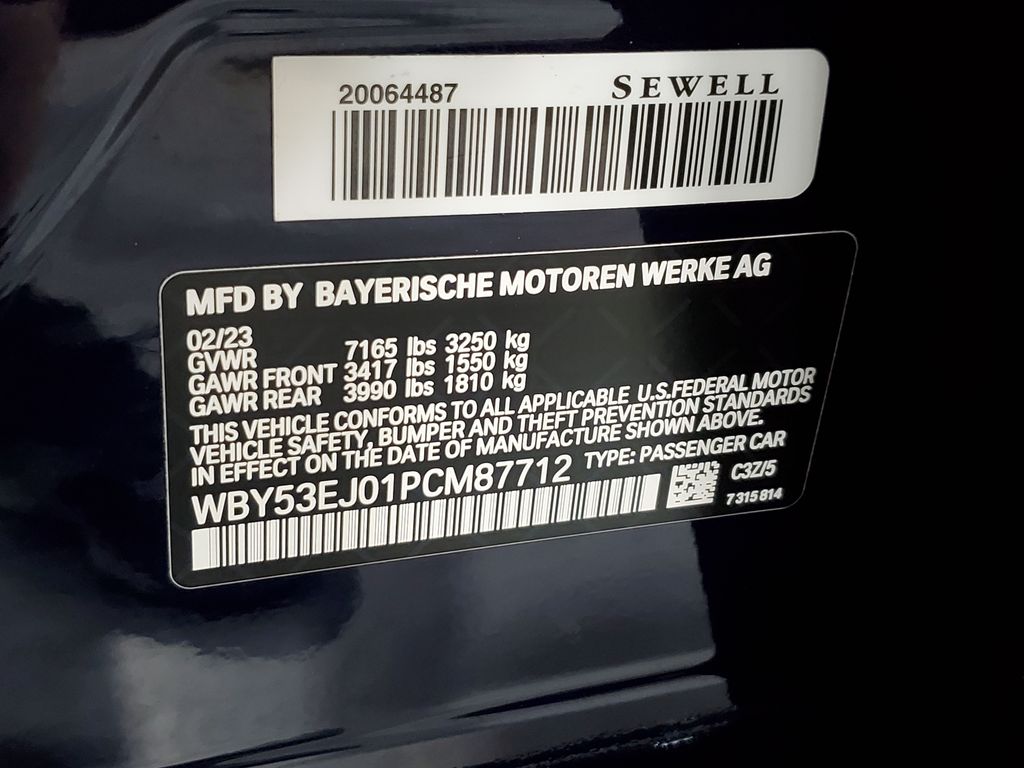 20064487 SEWELL
MFD BY BAYERISCHE MOTOREN WERKE AG
02/23
GVWR 7165 lbs 3250 kg
GAWR FRONT 3417 lbs 1550 kg
GAWR REAR 3990 lbs 1810 kg
THIS VEHICLE CONFORMS TO ALL APPLICABLE U.S.FEDERAL MOTOR
VEHICLE SAFETY, BUMPER AND THEFT PREVENTION STANDARDS
IN EFFECT ON THE DATE OF MANUFACTURE SHOWN ABOVE.
WBY53EJ01PCM87712 TYPE: PASSENGER CAR
C3Z/5
7315814